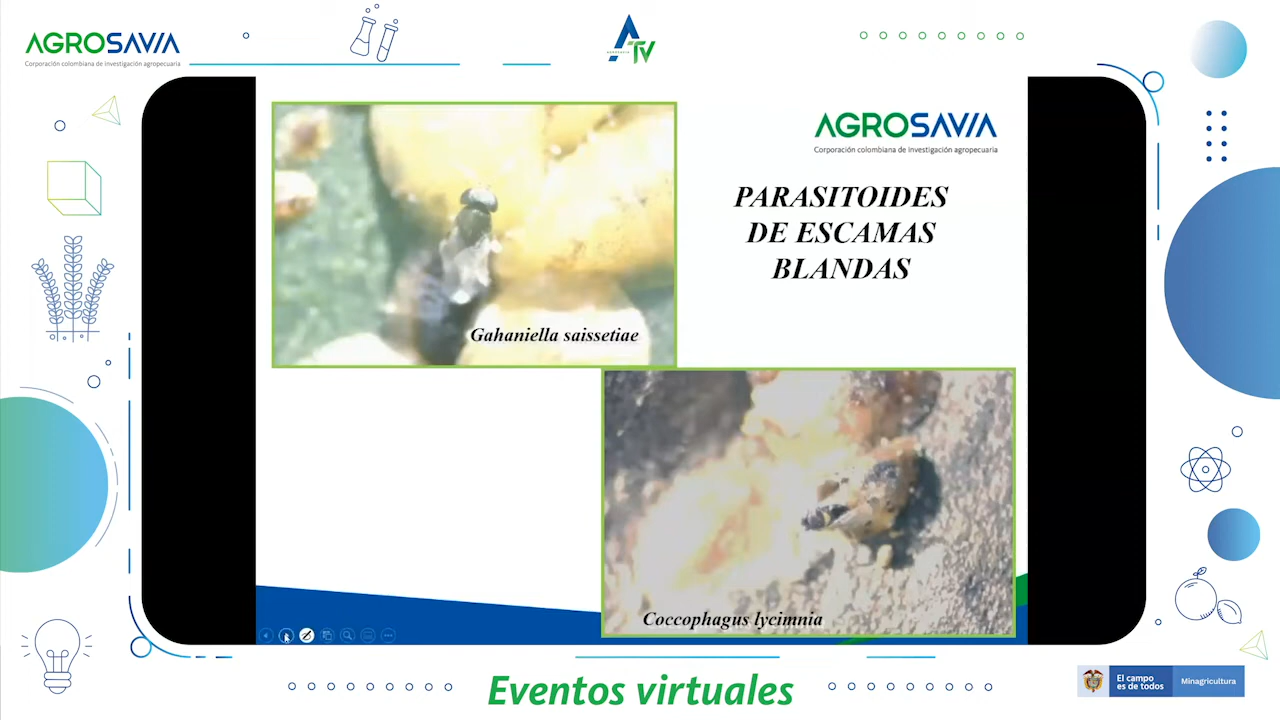 AGROSAVIA
Corporación colombiana de investigación agropecuaria
ATV
AGROSAVIA
Corporación colombiana de investigación agropecuaria
PARASITOIDES
DE ESCAMAS
BLANDAS
Gahaniella saissetiae
Coccophagus lycimnia
Eventos virtuales
El campo
es de todos
Minagricultura